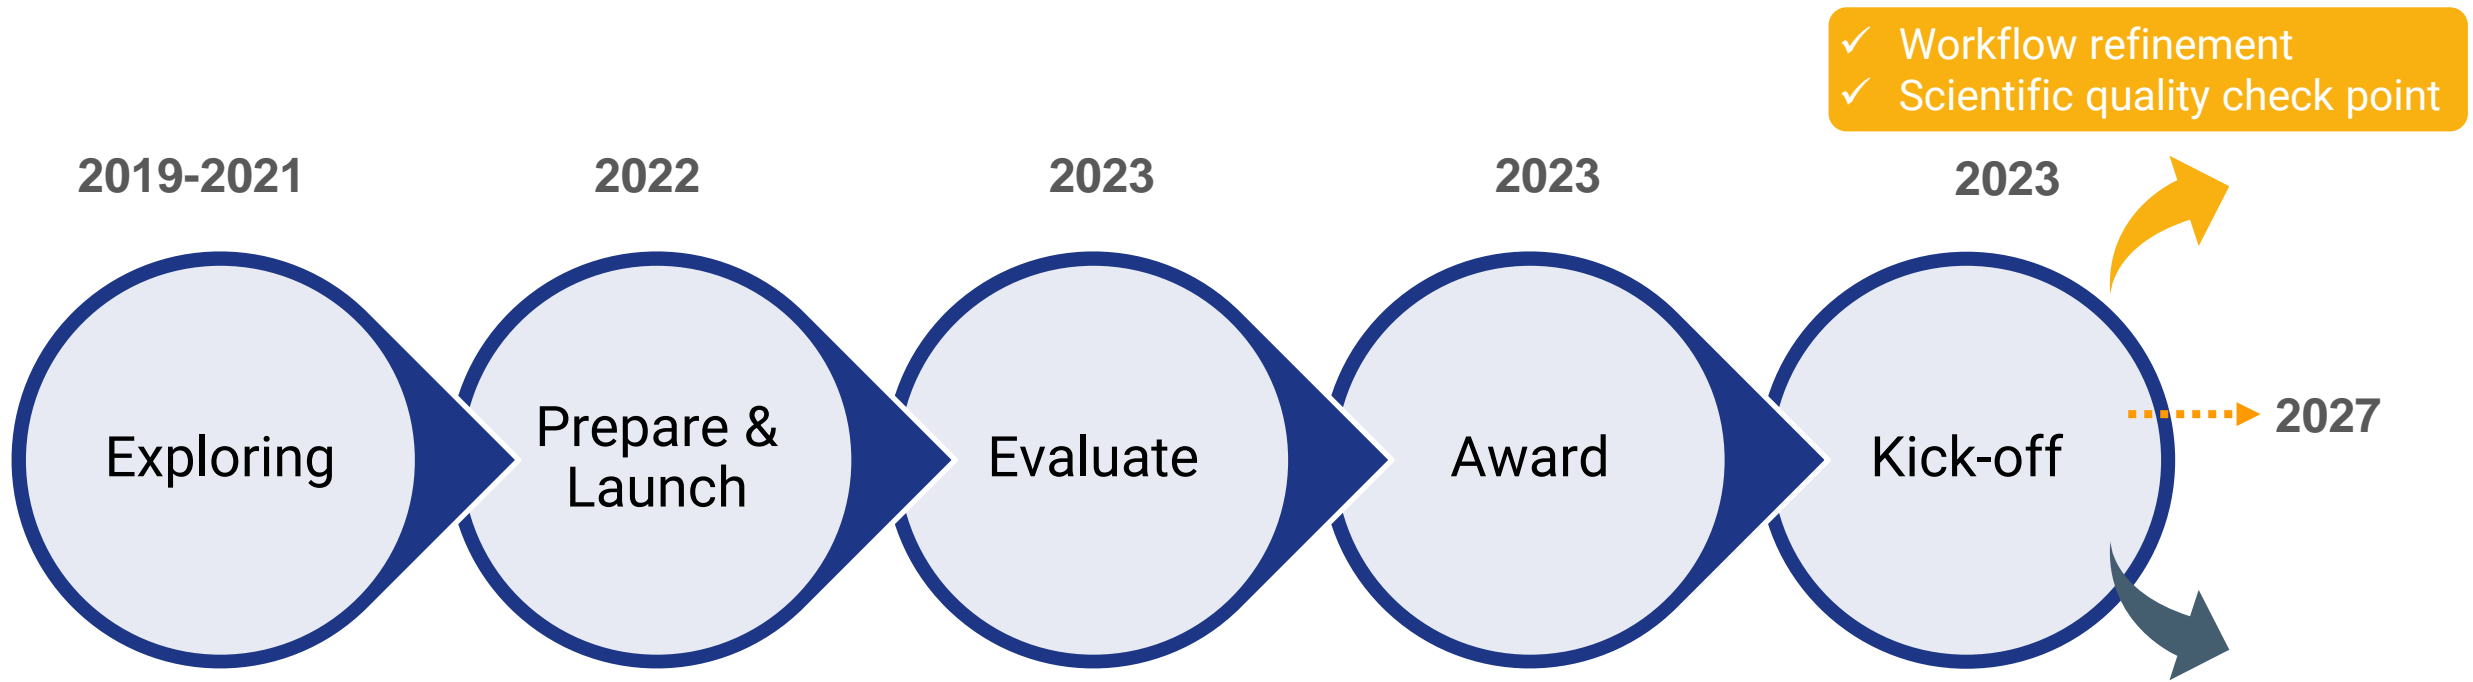 ✓ Workflow refinement
✓ Scientific quality check point
2019-2021
2022
2023
2023
2023
Exploring
Prepare &
Launch
Evaluate
Award
Kick-off
2027